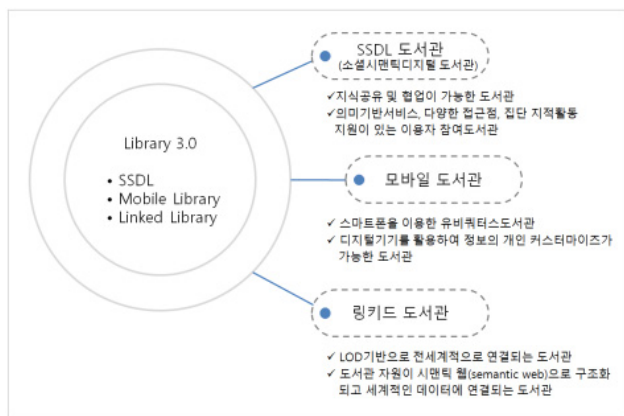 Library 3.0
• SSDL
• Mobile Library
• Linked Library
SSDL 도서관
(소셜시맨틱디지털 도서관)
✓지식공유 및 협업이 가능한 도서관
✓의미기반서비스, 다양한 접근점, 집단 지적활동
지원이 있는 이용자 참여도서관
모바일 도서관
✓ 스마트폰을 이용한 유비쿼터스도서관
✓ 디지털기기를 활용하여 정보의 개인 커스터마이즈가
가능한 도서관
링키드 도서관
✓ LOD기반으로 전세계적으로 연결되는 도서관
✓ 도서관 자원이 시맨틱 웹(semantic web)으로 구조화
되고 세계적인 데이터에 연결되는 도서관